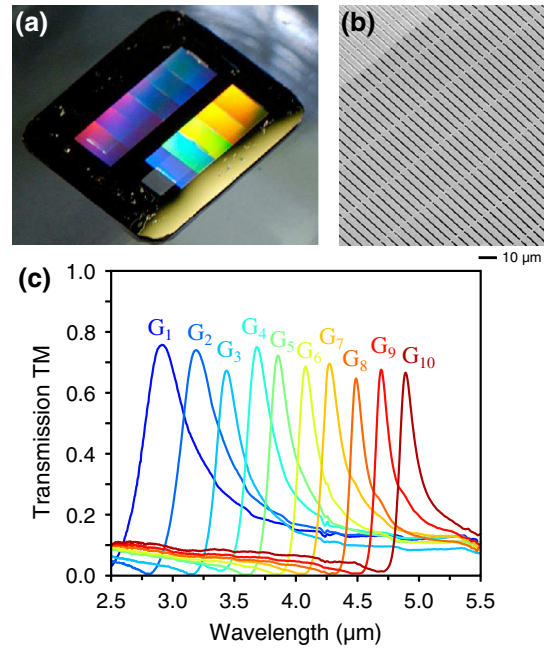 (a)
(b)
10 μm
(c)
Transmission TM
1.0
0.8
0.6
0.4
0.2
0.0
G1
G2
G3
G4
G5
G6
G7
G8
G9
G10
2.5 3.0 3.5 4.0 4.5 5.0 5.5
Wavelength (μm)